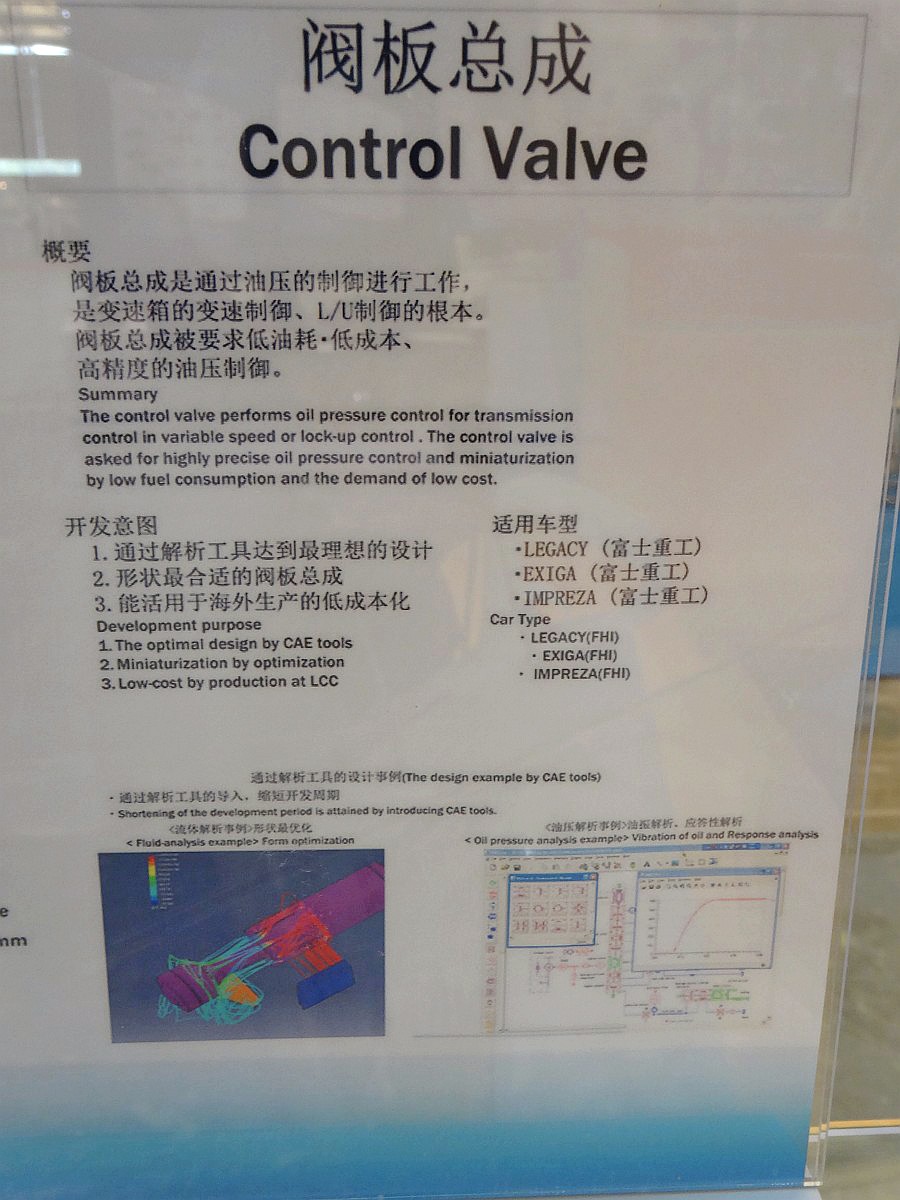 阀板总成
Control Valve
概要
阀板总成是通过油压的制御进行工作,
是变速箱的变速制御、L/U制御的根本。
阀板总成被要求低油耗·低成本、
高精度的油压制御。
Summary
The control valve performs oil pressure control for transmission
control in variable speed or lock-up control . The control valve is
asked for highly precise oil pressure control and miniaturization
by low fuel consumption and the demand of low cost.
开发意图
1. 通过解析工具达到最理想的设计
2. 形状最合适的阀板总成
3. 能活用于海外生产的低成本化
Development purpose
1. The optimal design by CAE tools
2. Miniaturization by optimization
3. Low-cost by production at LCC
适用车型
·LEGACY (富士重工)
·EXIGA (富士重工)
·IMPREZA (富士重工)
Car Type
· LEGACY(FHI)
· EXIGA(FHI)
· IMPREZA(FHI)
通过解析工具的设计事例(The design example by CAE tools)
· 通过解析工具的导入，缩短开发周期
· Shortening of the development period is attained by introducing CAE tools.
<流体解析事例>形状最优化
< Fluid-analysis example> Form optimization
<油压解析事例>油振解析、应答性解析
< Oil pressure analysis example> Vibration of oil and Response analysis
e
mm